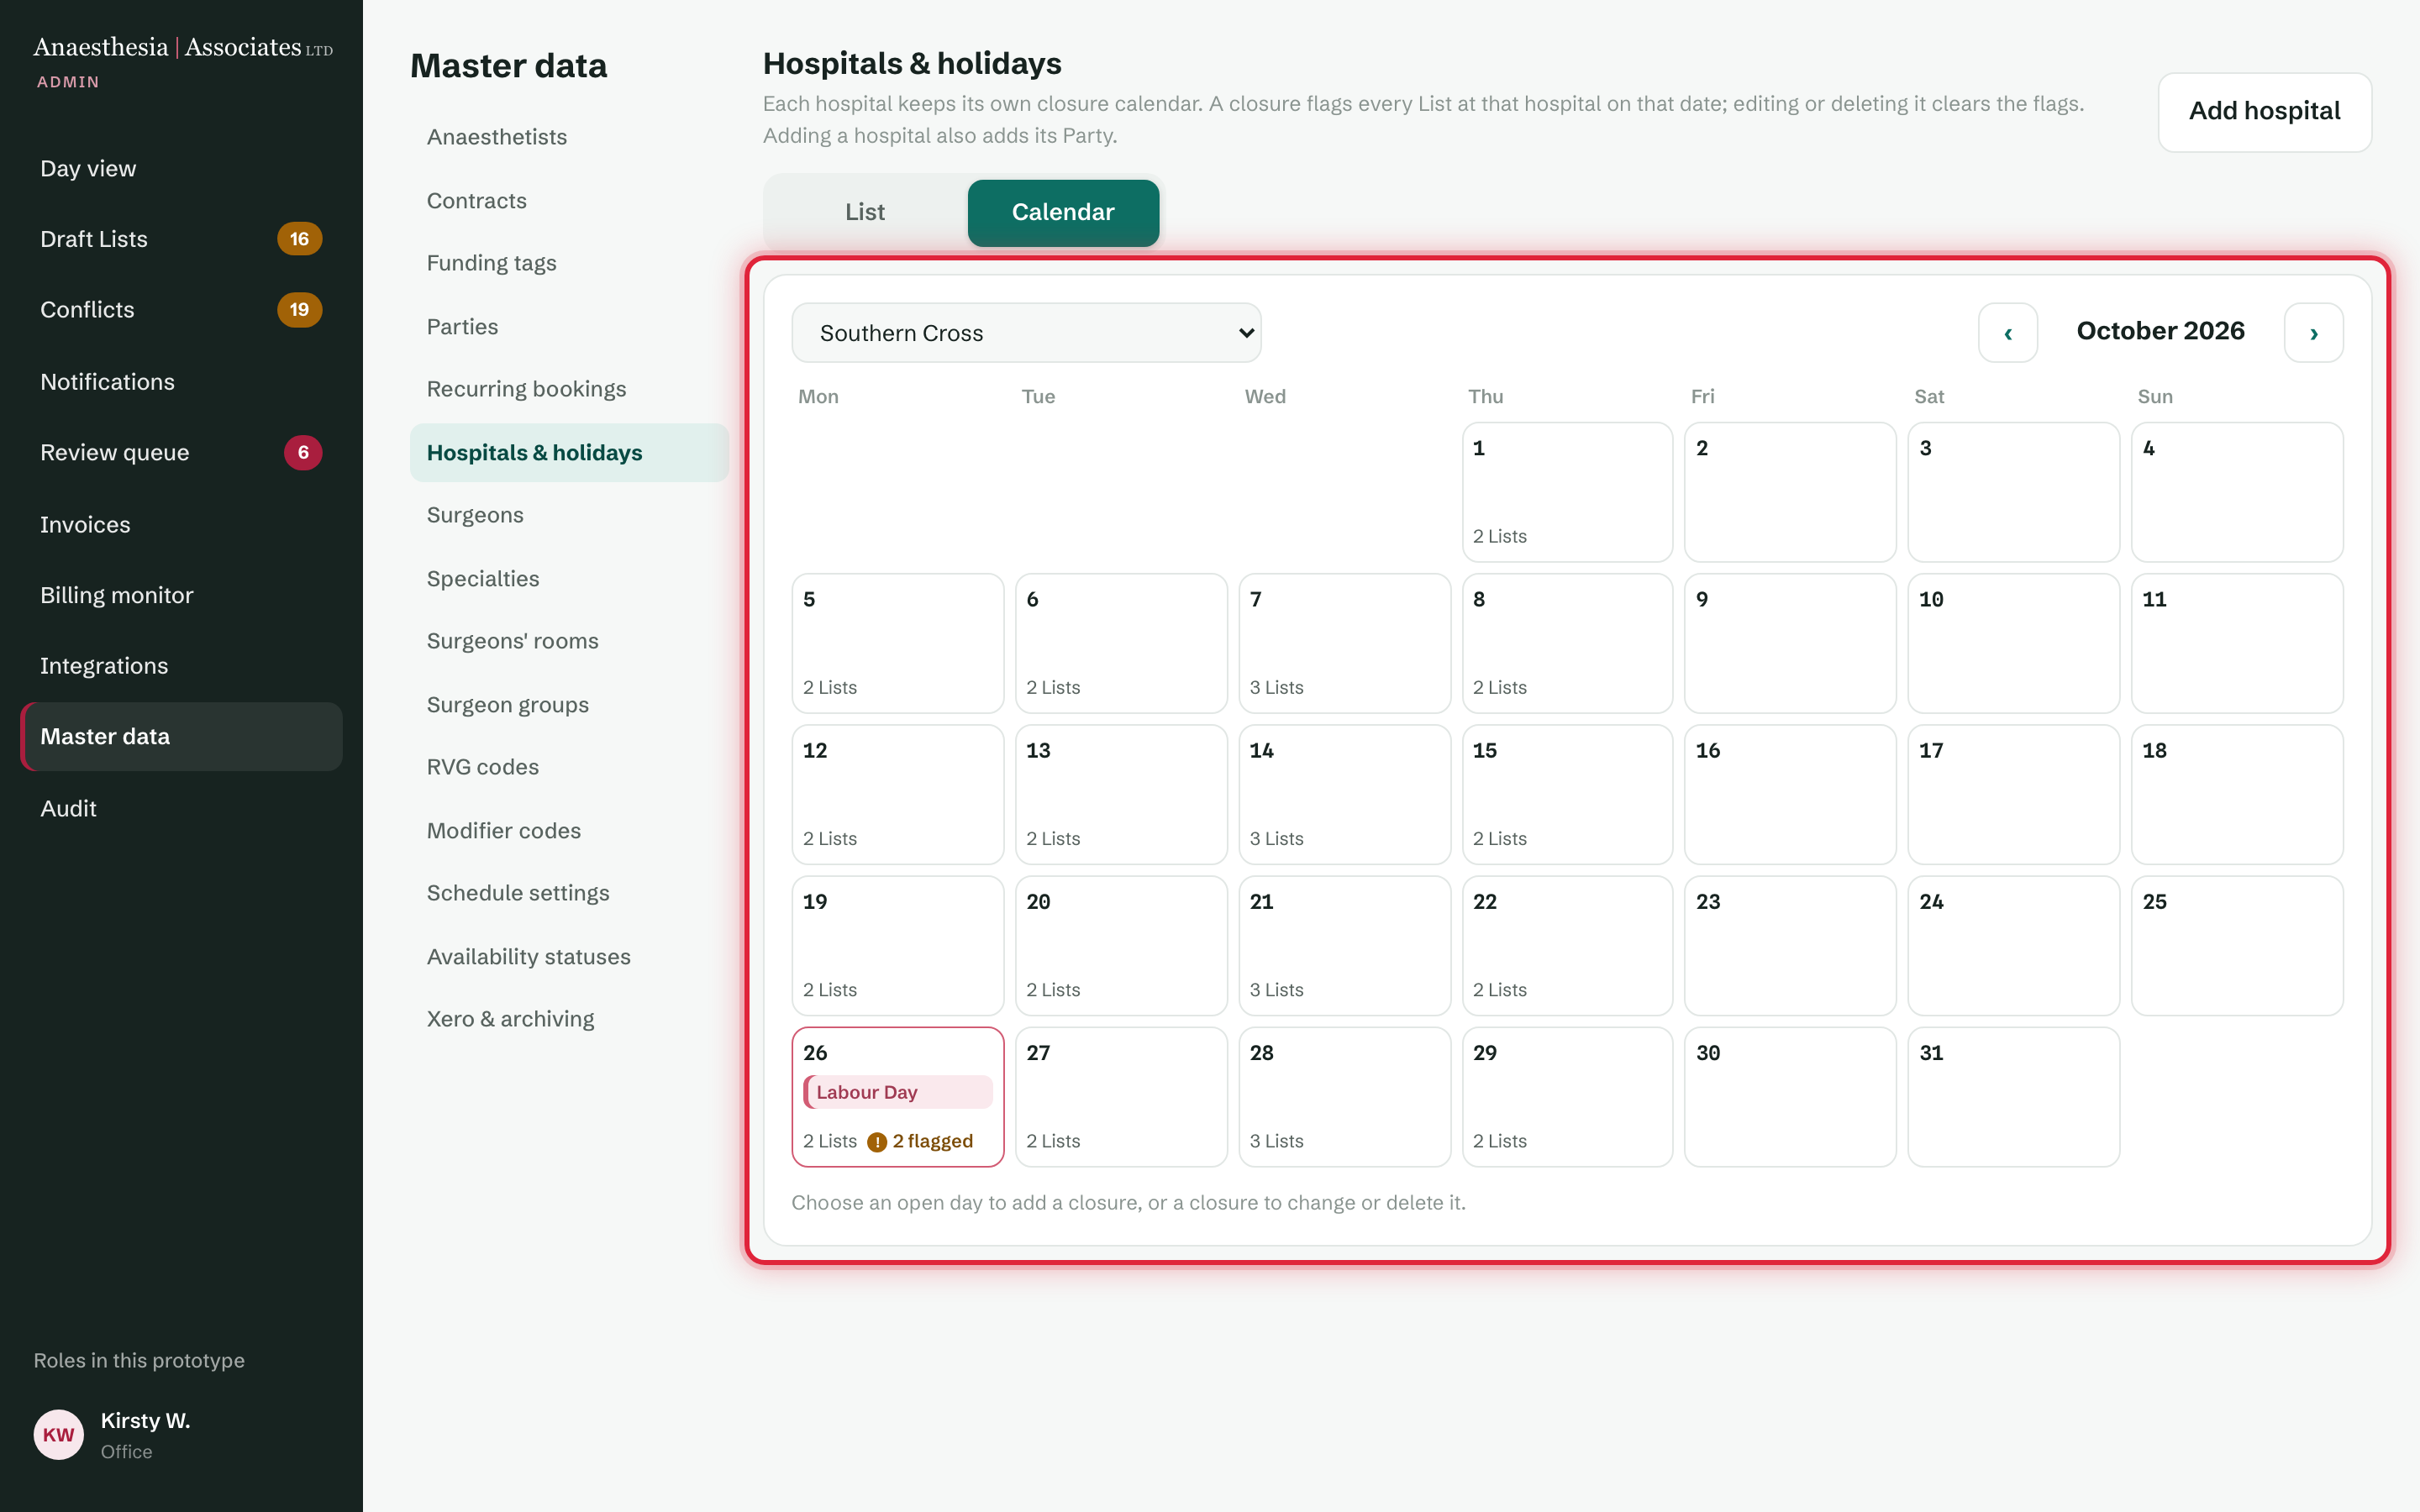 Anaesthesia | Associates LTD
ADMIN
Day view
Draft Lists 16
Conflicts 19
Notifications
Review queue 6
Invoices
Billing monitor
Integrations
Master data
Audit
Roles in this prototype
KW Kirsty W.
Office
Master data
Anaesthetists
Contracts
Funding tags
Parties
Recurring bookings
Hospitals & holidays
Surgeons
Specialties
Surgeons' rooms
Surgeon groups
RVG codes
Modifier codes
Schedule settings
Availability statuses
Xero & archiving
Hospitals & holidays
Each hospital keeps its own closure calendar. A closure flags every List at that hospital on that date; editing or deleting it clears the flags.
Adding a hospital also adds its Party.
Add hospital
List Calendar
Southern Cross
‹ October 2026 ›
Mon Tue Wed Thu Fri Sat Sun
1 2 3 4
2 Lists
5 6 7 8 9 10 11
2 Lists 2 Lists 3 Lists 2 Lists
12 13 14 15 16 17 18
2 Lists 2 Lists 3 Lists 2 Lists
19 20 21 22 23 24 25
2 Lists 2 Lists 3 Lists 2 Lists
26 27 28 29 30 31
Labour Day
2 Lists ! 2 flagged 2 Lists 3 Lists 2 Lists
Choose an open day to add a closure, or a closure to change or delete it.